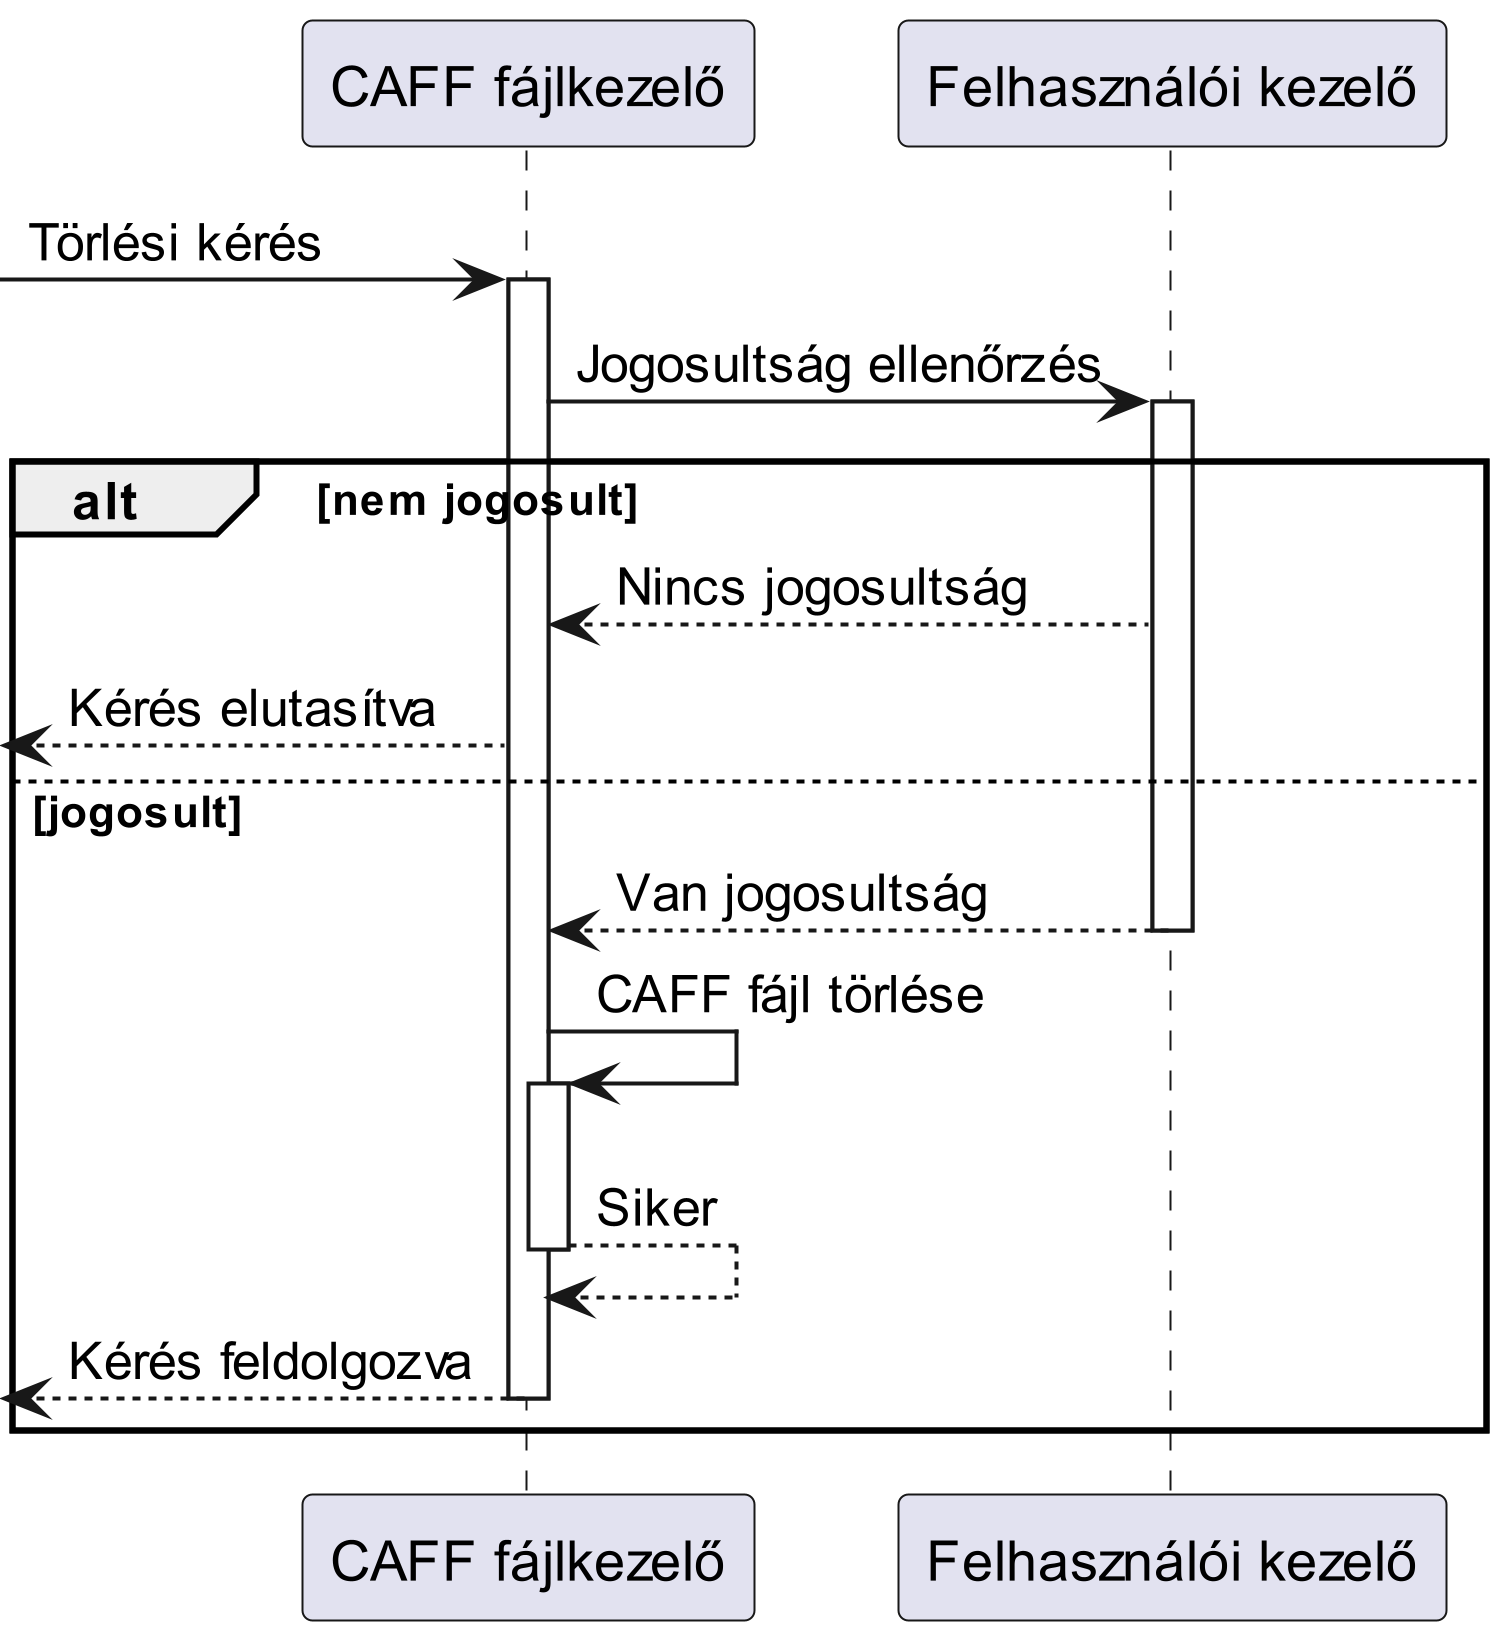 CAFF fájlkezelő
Felhasználói kezelő
Törlési kérés
Jogosultság ellenőrzés
alt
[nem jogosult]
Nincs jogosultság
Kérés elutasítva
[jogosult]
Van jogosultság
CAFF fájl törlése
Siker
Kérés feldolgozva
CAFF fájlkezelő
Felhasználói kezelő